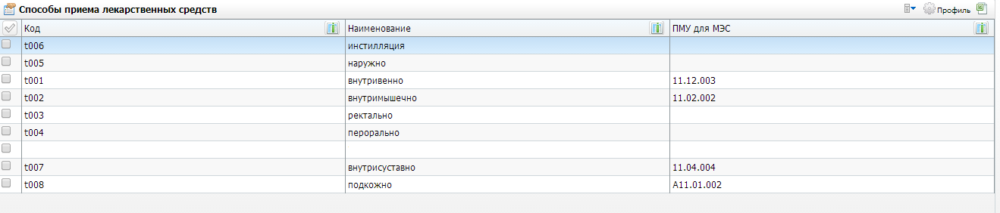 Способы приема лекарственных средств Профиль
Код Наименование ПМУ для МЭС
t006 инстилляция
t005 наружно
t001 внутривенно 11.12.003
t002 внутримышечно 11.02.002
t003 ректально
t004 перорально
t007 внутрисуставно 11.04.004
t008 подкожно A11.01.002